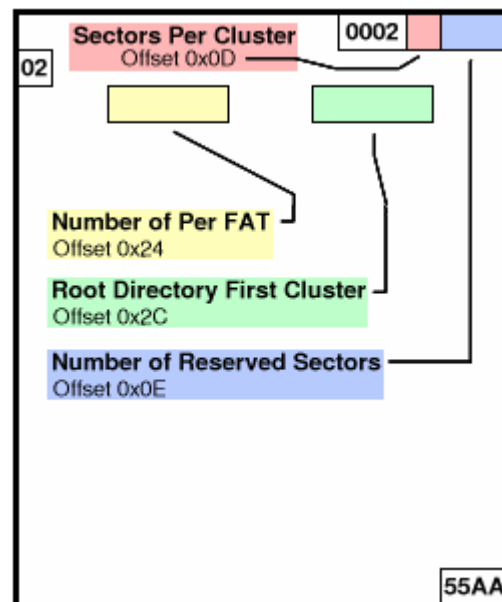 Sectors Per Cluster
Offset 0x0D
0002
02
Number of Per FAT
Offset 0x24
Root Directory First Cluster
Offset 0x2C
Number of Reserved Sectors
Offset 0x0E
55AA